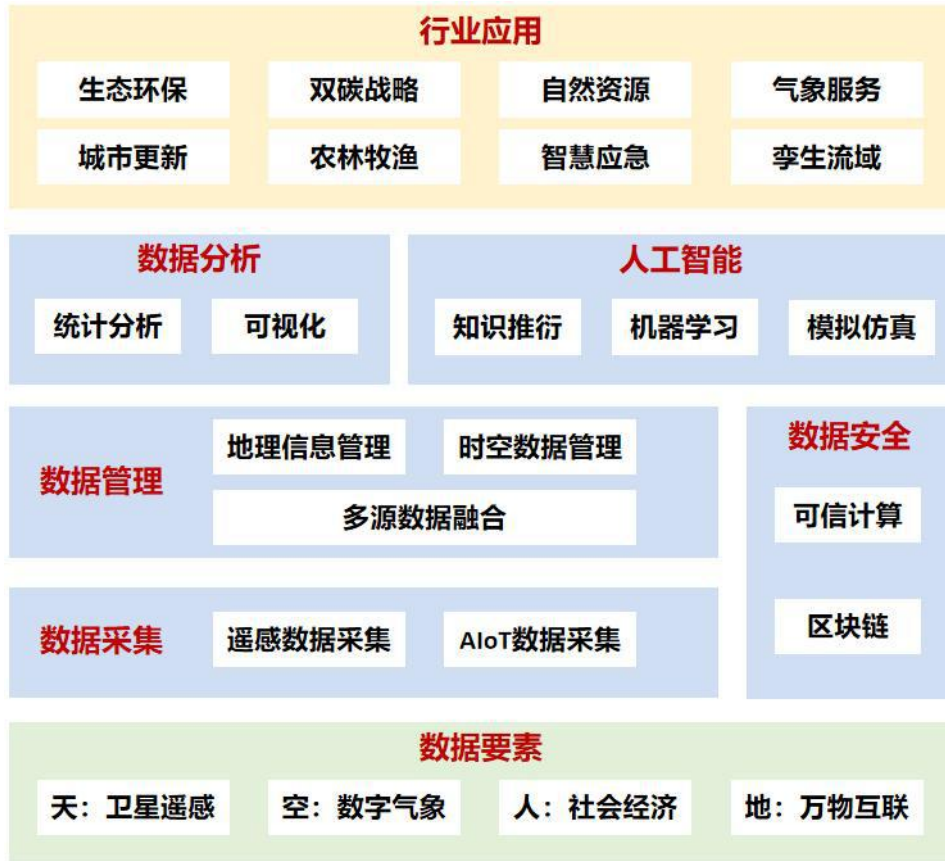 行业应用
生态环保 双碳战略 自然资源 气象服务
城市更新 农林牧渔 智慧应急 孪生流域
数据分析
统计分析 可视化
人工智能
知识推衍 机器学习 模拟仿真
数据管理
地理信息管理 时空数据管理
多源数据融合
数据安全
可信计算
区块链
数据采集
遥感数据采集 AIoT数据采集
数据要素
天：卫星遥感 空：数字气象 人：社会经济 地：万物互联